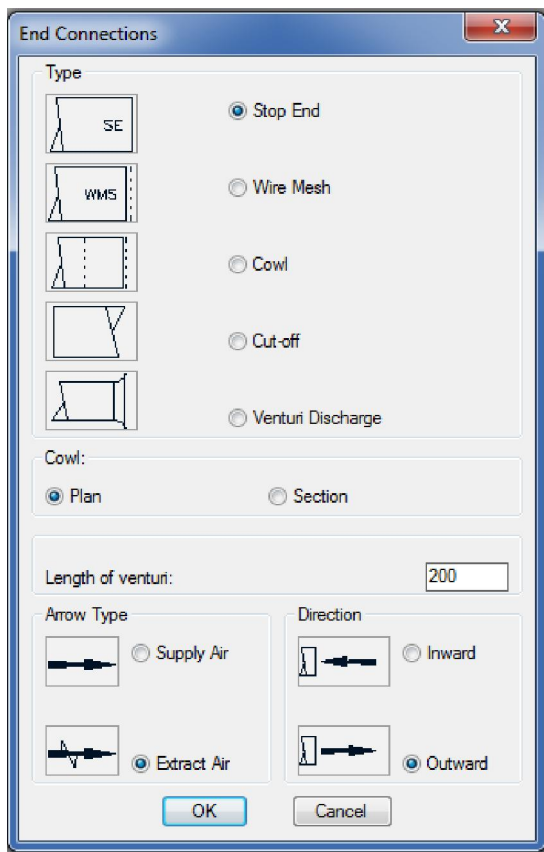 End Connections
Type
SE
Stop End
WMS
Wire Mesh
Cowl
Cut-off
Venturi Discharge
Cowl:
Plan
Section
Length of venturi:
200
Arrow Type
Direction
Supply Air
Inward
Extract Air
Outward
OK
Cancel